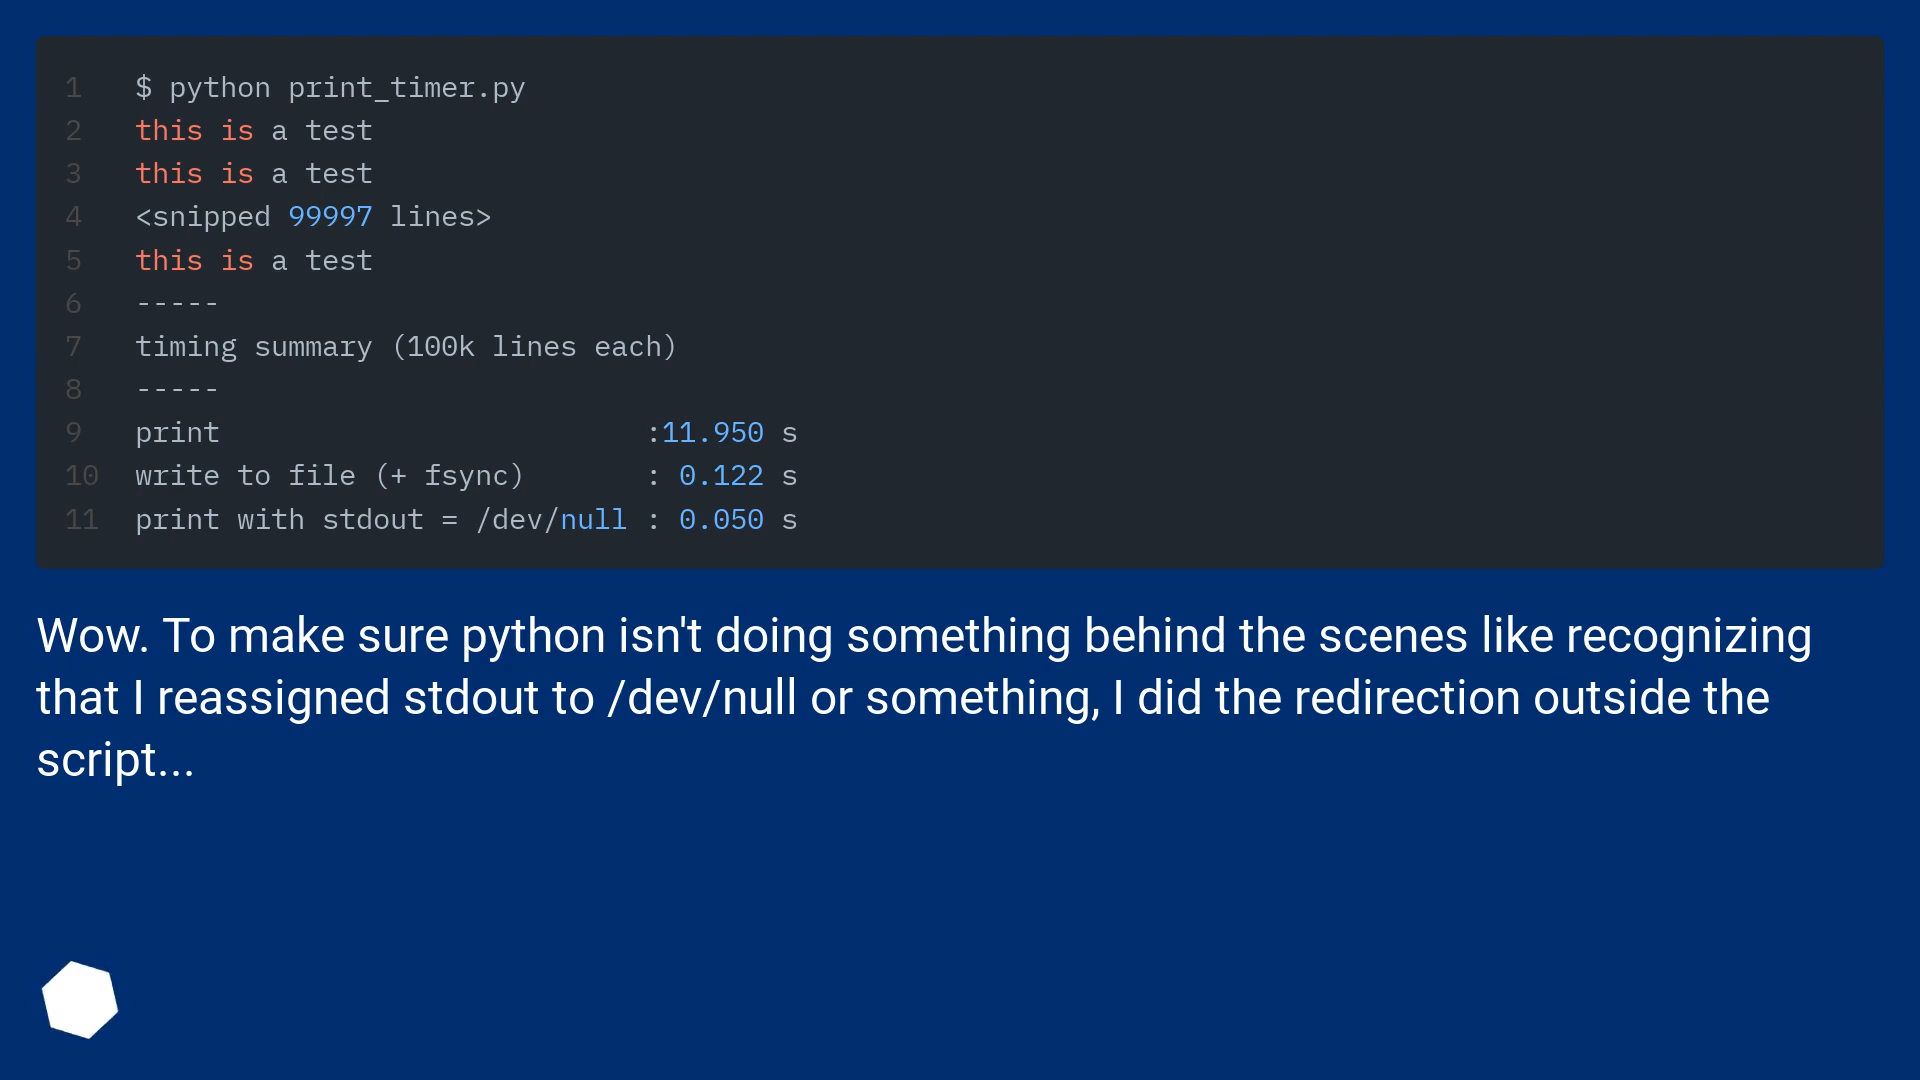 1 $ python print_timer.py
2 this is a test
3 this is a test
4 <snipped 99997 lines>
5 this is a test
6 -----
7 timing summary (100k lines each)
8 -----
9 print                         :11.950 s
10 write to file (+ fsync)       : 0.122 s
11 print with stdout = /dev/null : 0.050 s
Wow. To make sure python isn't doing something behind the scenes like recognizing
that I reassigned stdout to /dev/null or something, I did the redirection outside the
script...